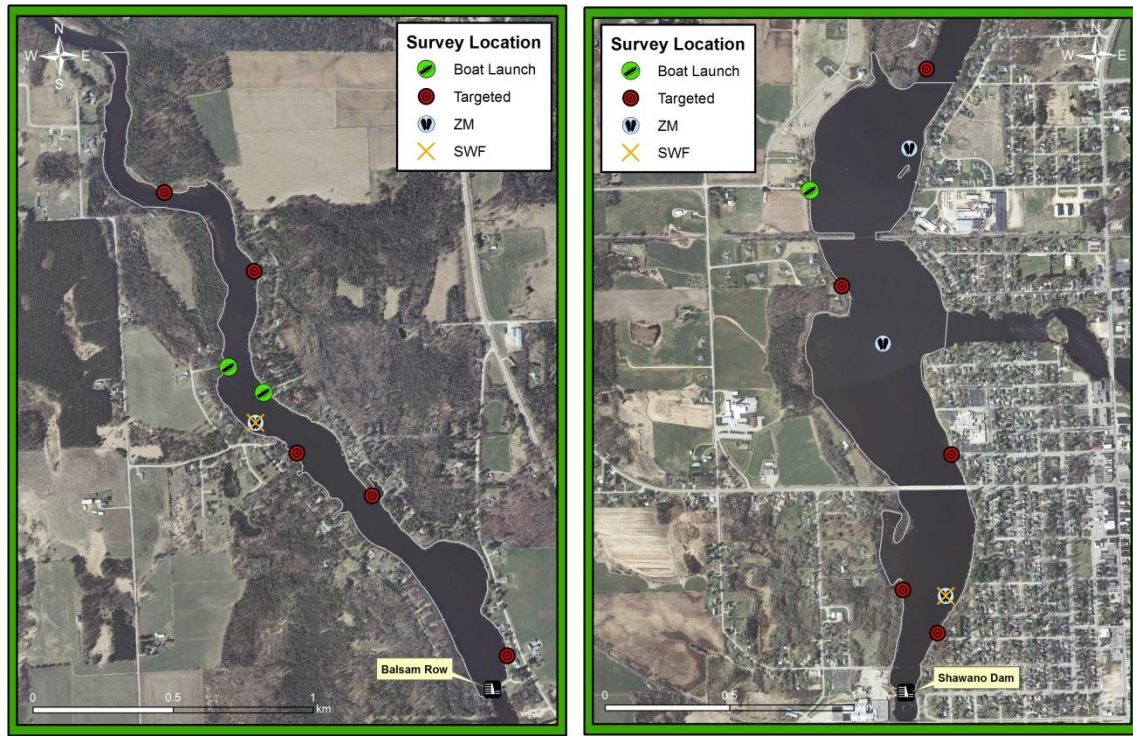 N
W E
S
Survey Location
Boat Launch
Targeted
ZM
SWF
Balsam Row
0 0.5 1
km
N
W E
S
Survey Location
Boat Launch
Targeted
ZM
SWF
Shawano Dam
0 0.5